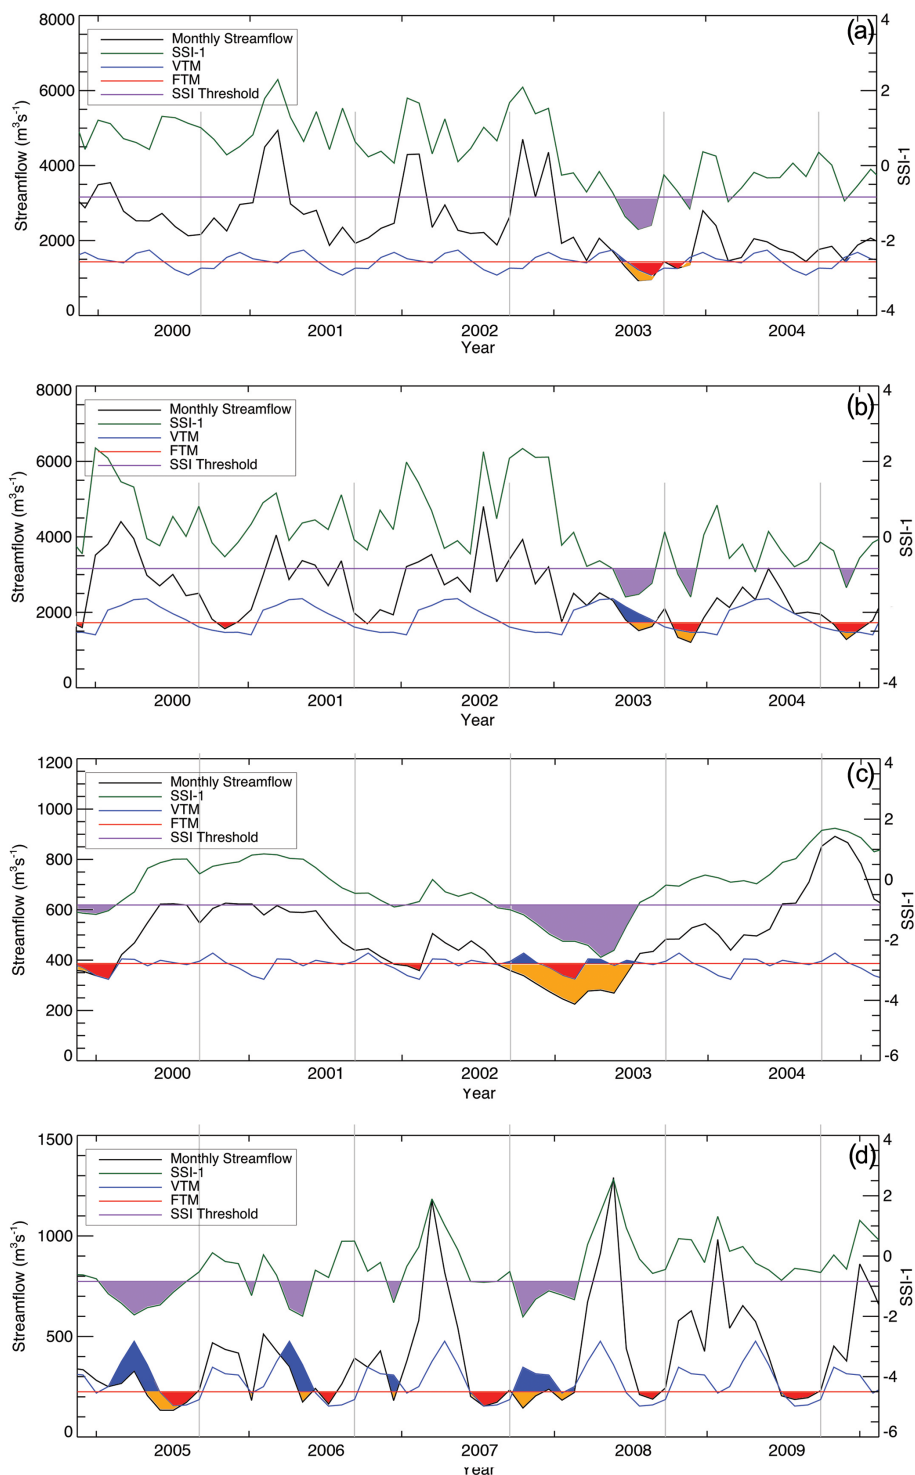 (a)
8000
6000
4000
2000
0
Streamflow (m³s⁻¹)
Monthly Streamflow
SSI-1
VTM
FTM
SSI Threshold
4
2
0
-2
-4
SSI-1
2000 2001 2002 2003 2004
Year
(b)
8000
6000
4000
2000
0
Streamflow (m³s⁻¹)
Monthly Streamflow
SSI-1
VTM
FTM
SSI Threshold
4
2
0
-4
SSI-1
2000 2001 2002 2003 2004
Year
(c)
1200
1000
800
600
400
200
0
Streamflow (m³s⁻¹)
Monthly Streamflow
SSI-1
VTM
FTM
SSI Threshold
4
2
0
-2
-4
-6
SSI-1
2000 2001 2002 2003 2004
Year
(d)
1500
1000
500
0
Streamflow (m³s⁻¹)
Monthly Streamflow
SSI-1
VTM
FTM
SSI Threshold
4
2
0
-2
-4
-6
SSI-1
2005 2006 2007 2008 2009
Year